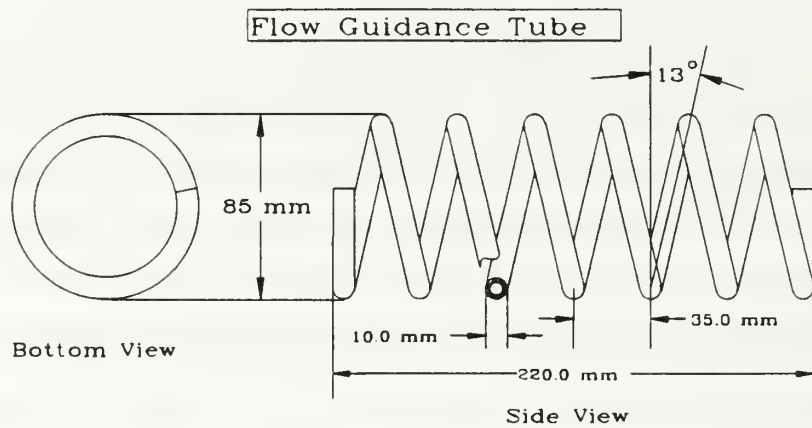 Flow Guidance Tube
13°
85 mm
10.0 mm
35.0 mm
Bottom View
220.0 mm
Side View